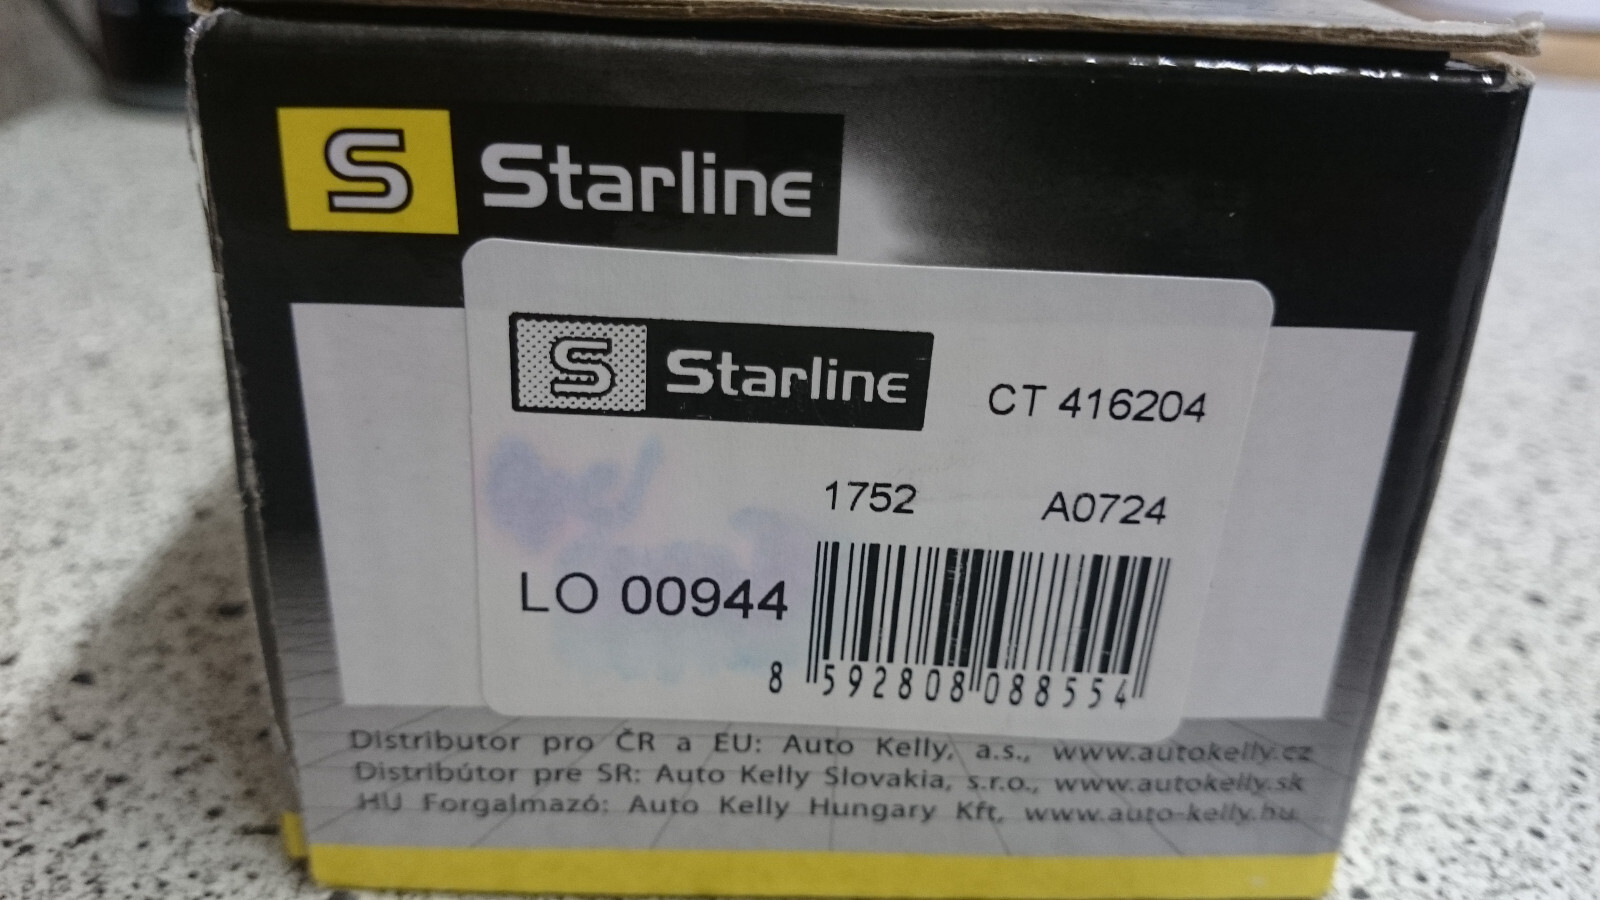 S Starline
S Starline CT 416204
1752 A0724
LO 00944
8 592808 088554
Distributor pro ČR a EU: Auto Kelly, a.s., www.autokelly.cz
Distribútor pre SR: Auto Kelly Slovakia, s.r.o., www.autokelly.sk
HU Forgalmazó: Auto Kelly Hungary Kft, www.auto-kelly.hu